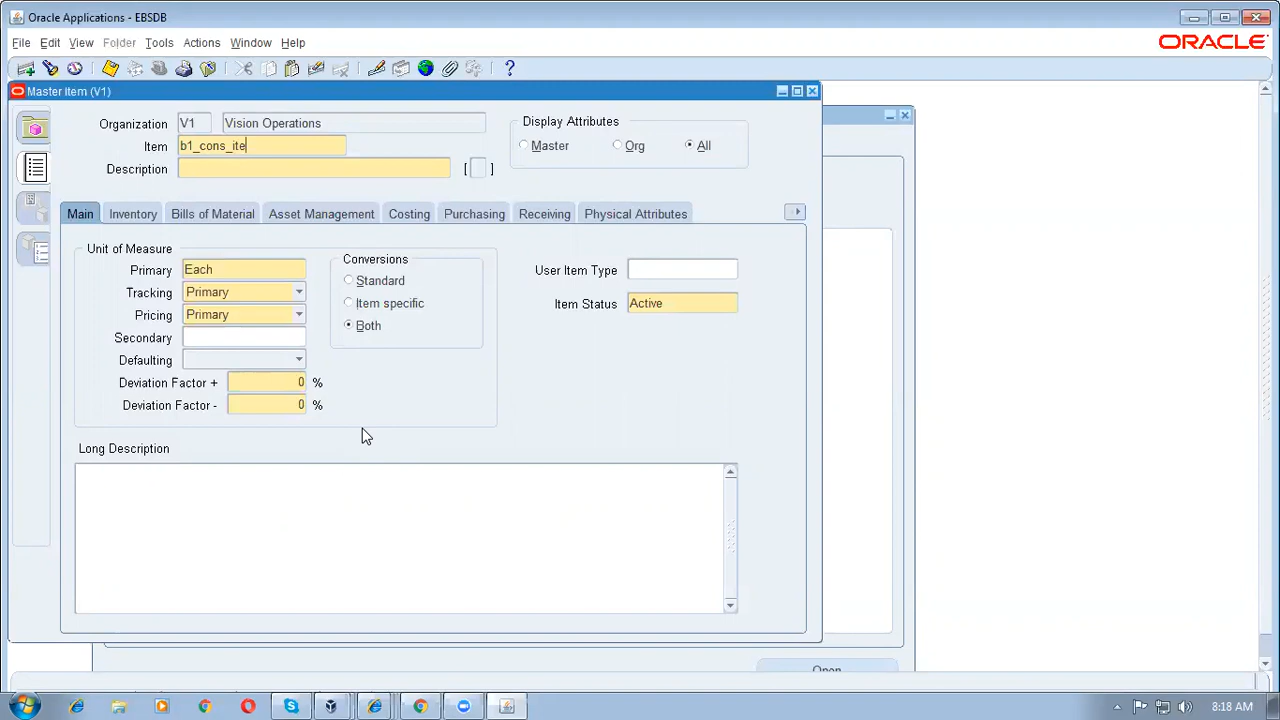 Oracle Applications - EBSDB
File Edit View Folder Tools Actions Window Help
ORACLE
Master Item (V1)
Organization V1 Vision Operations
Item b1_cons_ite
Description [ ]
Display Attributes
Master Org All
Main Inventory Bills of Material Asset Management Costing Purchasing Receiving Physical Attributes
Unit of Measure
Primary Each
Tracking Primary
Pricing Primary
Secondary
Defaulting
Deviation Factor + 0 %
Deviation Factor - 0 %
Conversions
Standard
Item specific
Both
User Item Type
Item Status Active
Long Description
Open
8:18 AM